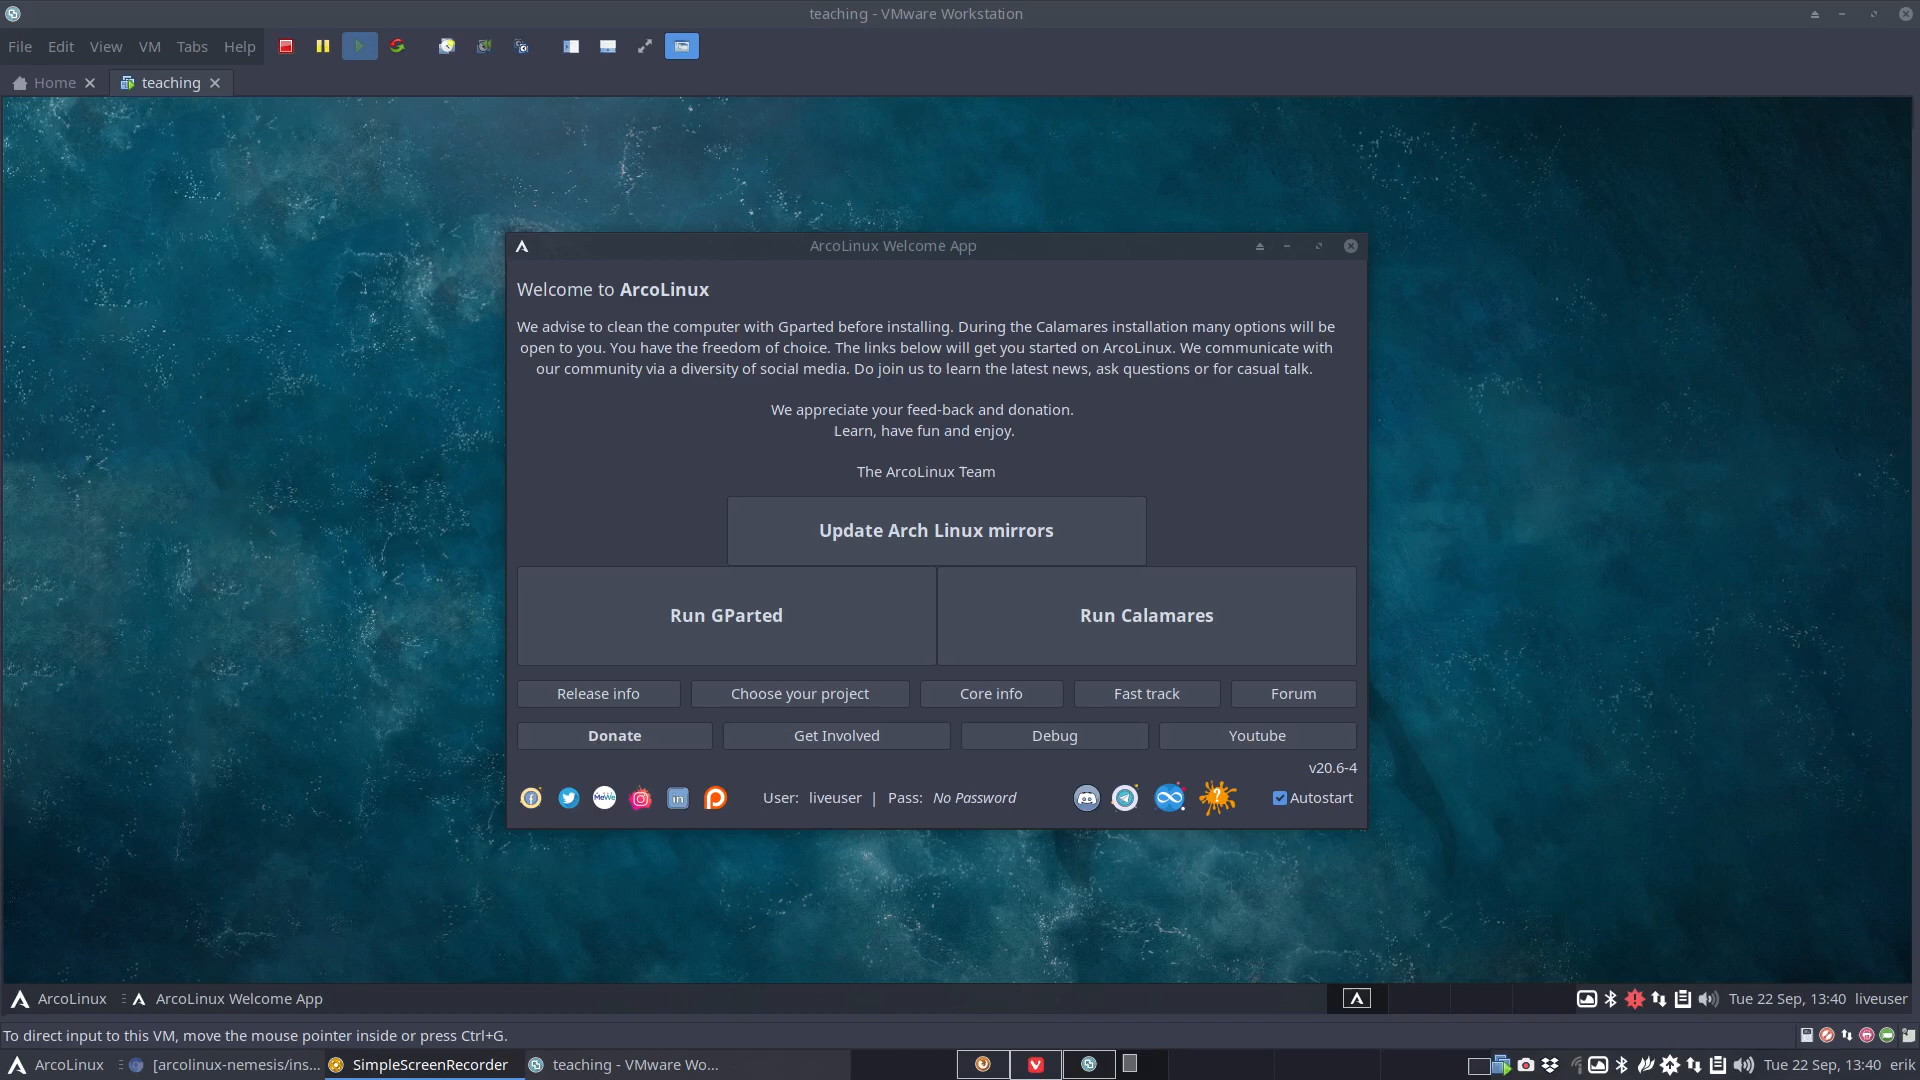 teaching - VMware Workstation
File Edit View VM Tabs Help
Home teaching
ArcoLinux Welcome App
Welcome to ArcoLinux
We advise to clean the computer with Gparted before installing. During the Calamares installation many options will be
open to you. You have the freedom of choice. The links below will get you started on ArcoLinux. We communicate with
our community via a diversity of social media. Do join us to learn the latest news, ask questions or for casual talk.
We appreciate your feed-back and donation.
Learn, have fun and enjoy.
The ArcoLinux Team
Update Arch Linux mirrors
Run GParted Run Calamares
Release info Choose your project Core info Fast track Forum
Donate Get Involved Debug Youtube
v20.6-4
MeWe in User: liveuser | Pass: No Password ? Autostart
ArcoLinux ArcoLinux Welcome App Tue 22 Sep, 13:40 liveuser
To direct input to this VM, move the mouse pointer inside or press Ctrl+G.
ArcoLinux [arcolinux-nemesis/ins... SimpleScreenRecorder teaching - VMware Wo... Tue 22 Sep, 13:40 erik